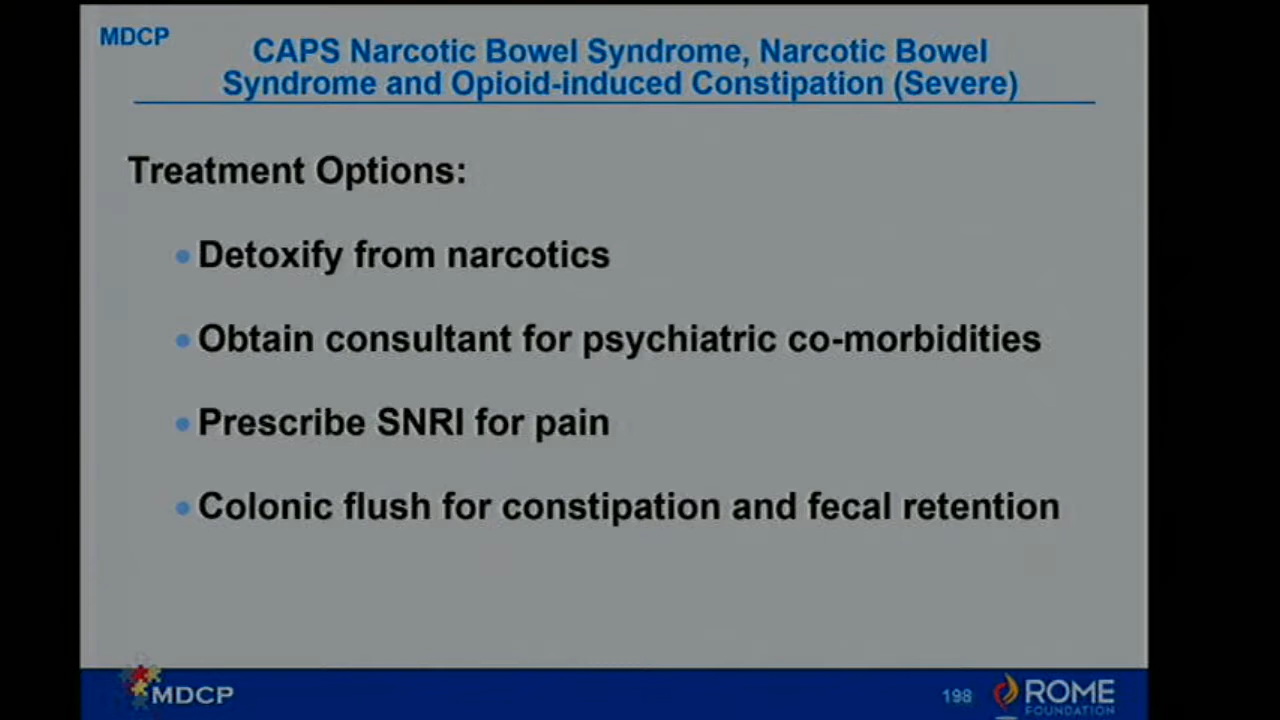 MDCP
CAPS Narcotic Bowel Syndrome, Narcotic Bowel
Syndrome and Opioid-induced Constipation (Severe)
Treatment Options:
Detoxify from narcotics
Obtain consultant for psychiatric co-morbidities
Prescribe SNRI for pain
Colonic flush for constipation and fecal retention
MDCP
198
ROME
FOUNDATION